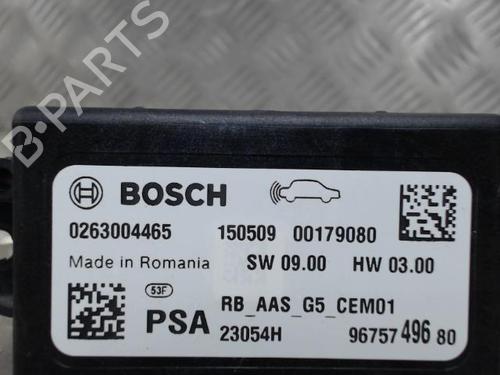 B-PARTS
BOSCH
0263004465 150509 00179080
Made in Romania SW 09.00 HW 03.00
53F RB_AAS_G5_CEM01
PSA 23054H 96757 496 80